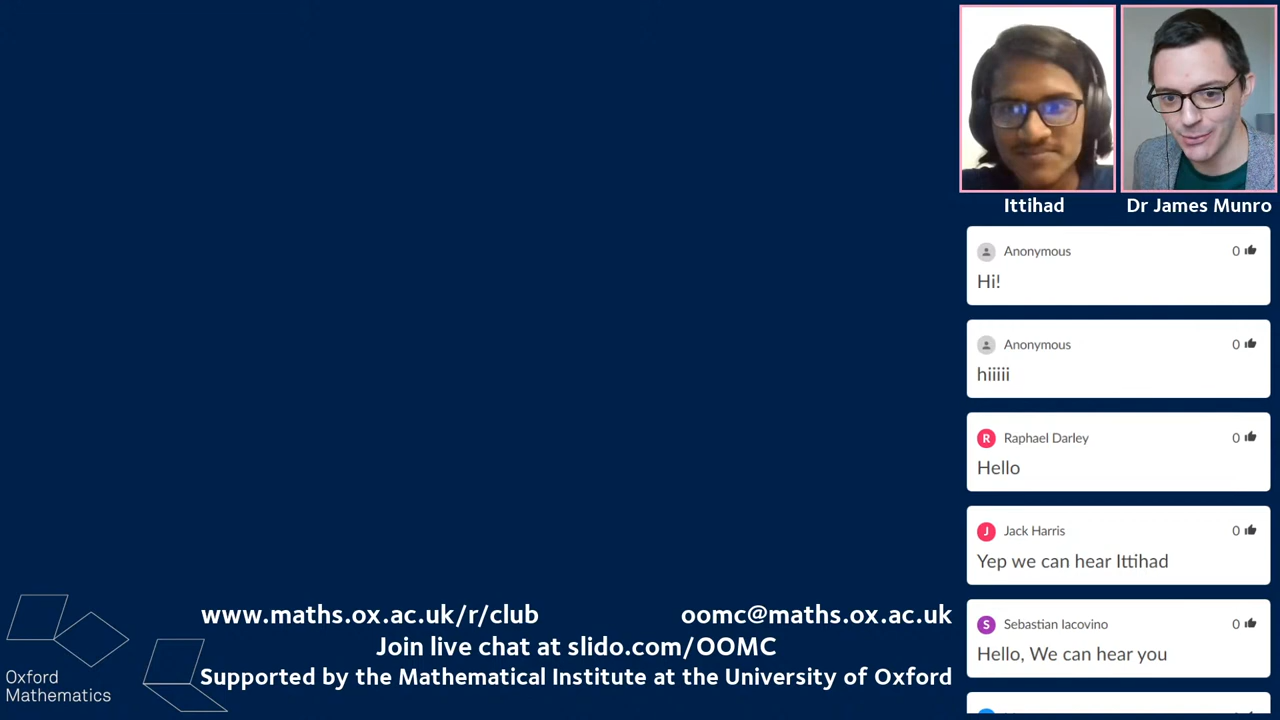 Ittihad
Dr James Munro
Anonymous
0
Hi!
Anonymous
0
hiiiii
R
Raphael Darley
0
Hello
J
Jack Harris
0
Yep we can hear Ittihad
S
Sebastian Iacovino
0
Hello, We can hear you
www.maths.ox.ac.uk/r/club
oomc@maths.ox.ac.uk
Join live chat at slido.com/OOMC
Supported by the Mathematical Institute at the University of Oxford
Oxford
Mathematics